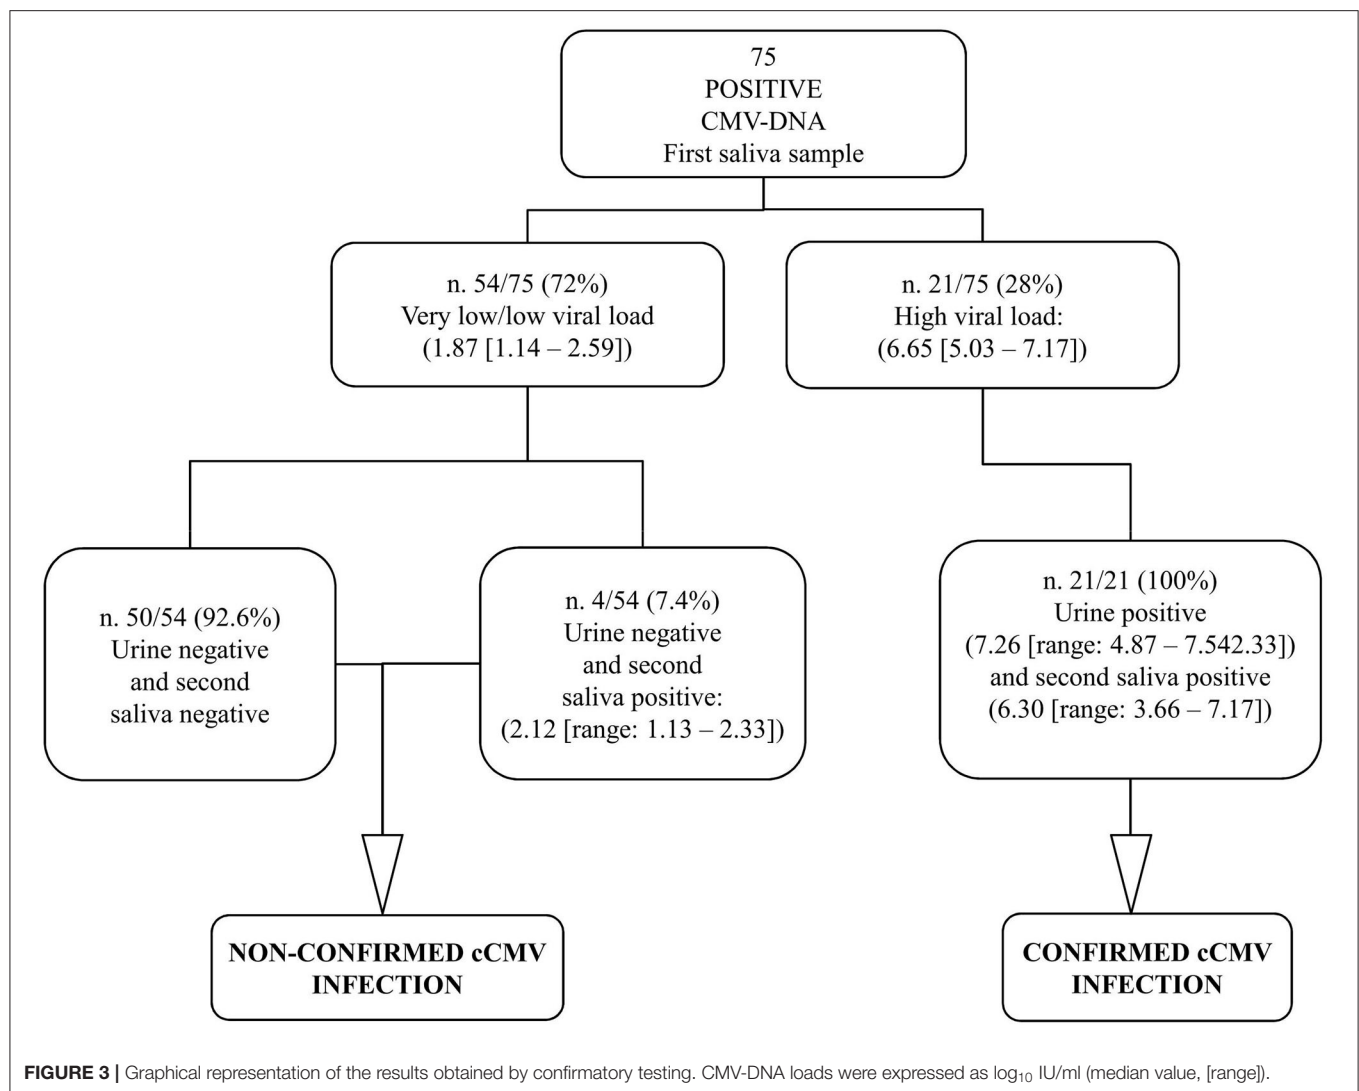 75
POSITIVE
CMV-DNA
First saliva sample
n. 54/75 (72%)
Very low/low viral load
(1.87 [1.14 – 2.59])
n. 21/75 (28%)
High viral load:
(6.65 [5.03 – 7.17])
n. 50/54 (92.6%)
Urine negative
and second
saliva negative
n. 4/54 (7.4%)
Urine negative
and second
saliva positive:
(2.12 [range: 1.13 – 2.33])
n. 21/21 (100%)
Urine positive
(7.26 [range: 4.87 – 7.542.33])
and second saliva positive
(6.30 [range: 3.66 – 7.17])
NON-CONFIRMED cCMV
INFECTION
CONFIRMED cCMV
INFECTION
FIGURE 3 | Graphical representation of the results obtained by confirmatory testing. CMV-DNA loads were expressed as log₁₀ IU/ml (median value, [range]).